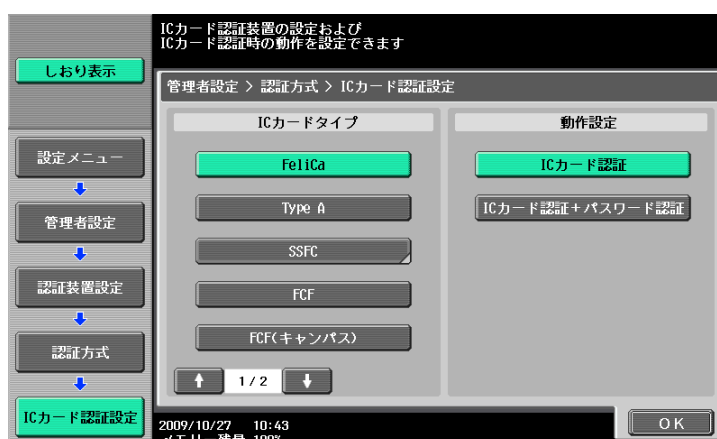 ICカード認証装置の設定および
ICカード認証時の動作を設定できます
しおり表示
管理者設定 > 認証方式 > ICカード認証設定
設定メニュー
管理者設定
認証装置設定
認証方式
ICカード認証設定
ICカードタイプ
FeliCa
Type A
SSFC
FCF
FCF(キャンパス)
1/2
動作設定
ICカード認証
ICカード認証+パスワード認証
2009/10/27 10:43
メモリー残量 100%
OK